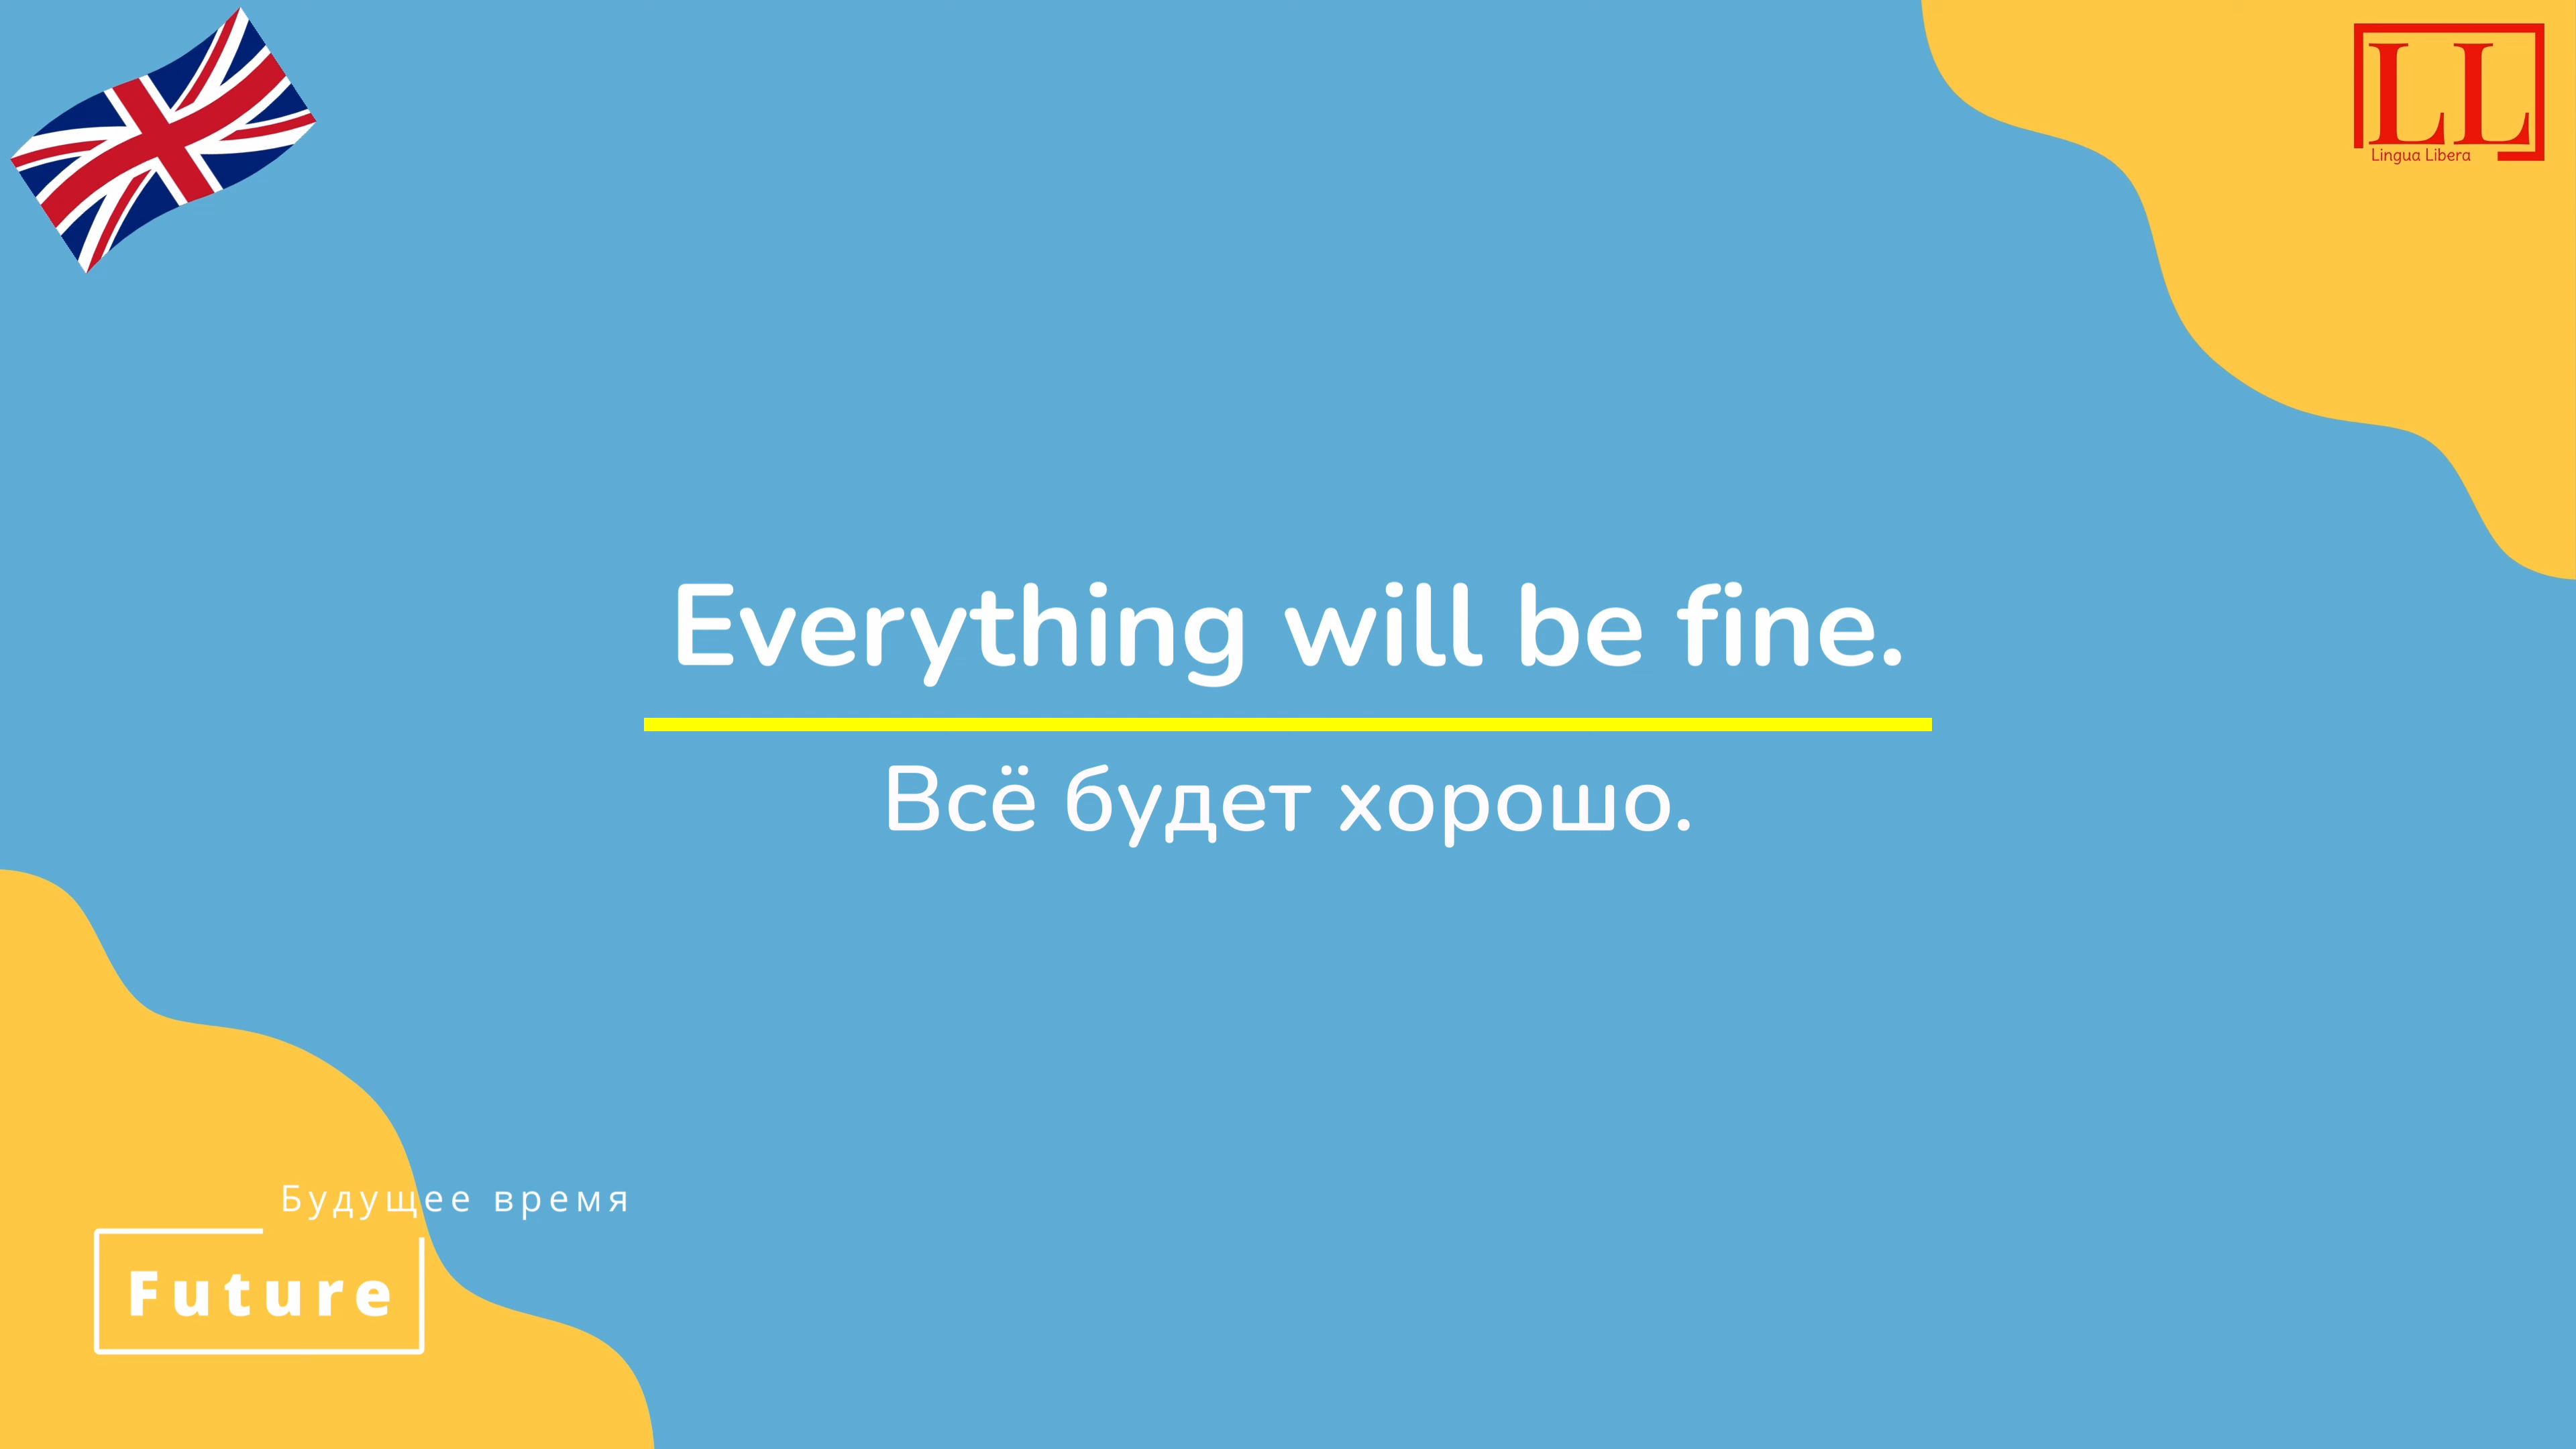 LL
Lingua Libera
Everything will be fine.
Всё будет хорошо.
Будущее время
Future